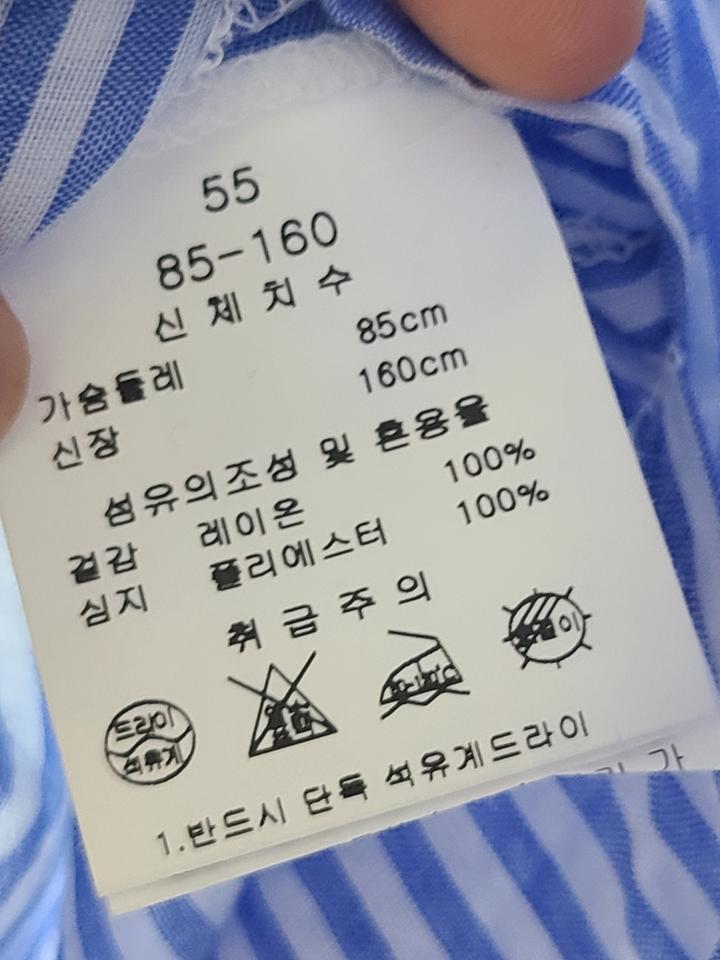 55
85-160
신체치수
가슴둘레 85cm
신장 160cm
섬유의조성 및 혼용율
겉감 레이온 100%
심지 폴리에스터 100%
취급주의
드라이
석유계
1.반드시 단독 석유계드라이